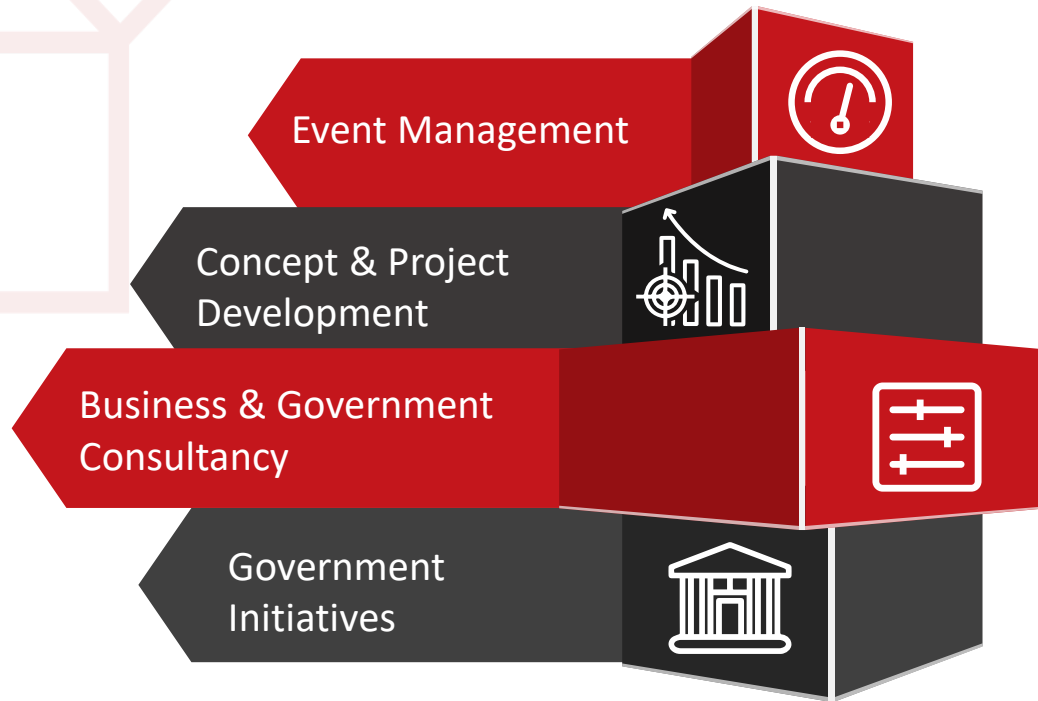 Event Management
Concept & Project
Development
Business & Government
Consultancy
Government
Initiatives